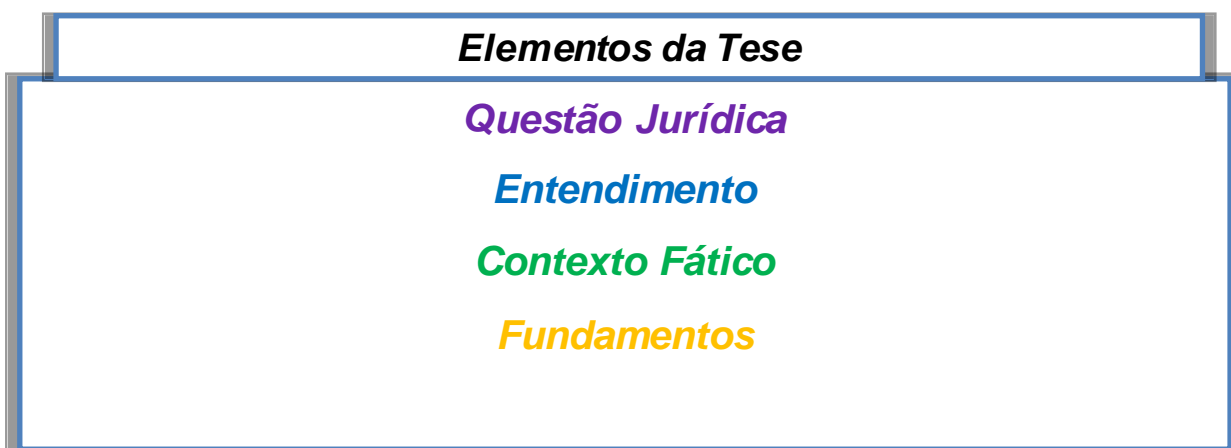 Elementos da Tese
Questão Jurídica
Entendimento
Contexto Fático
Fundamentos